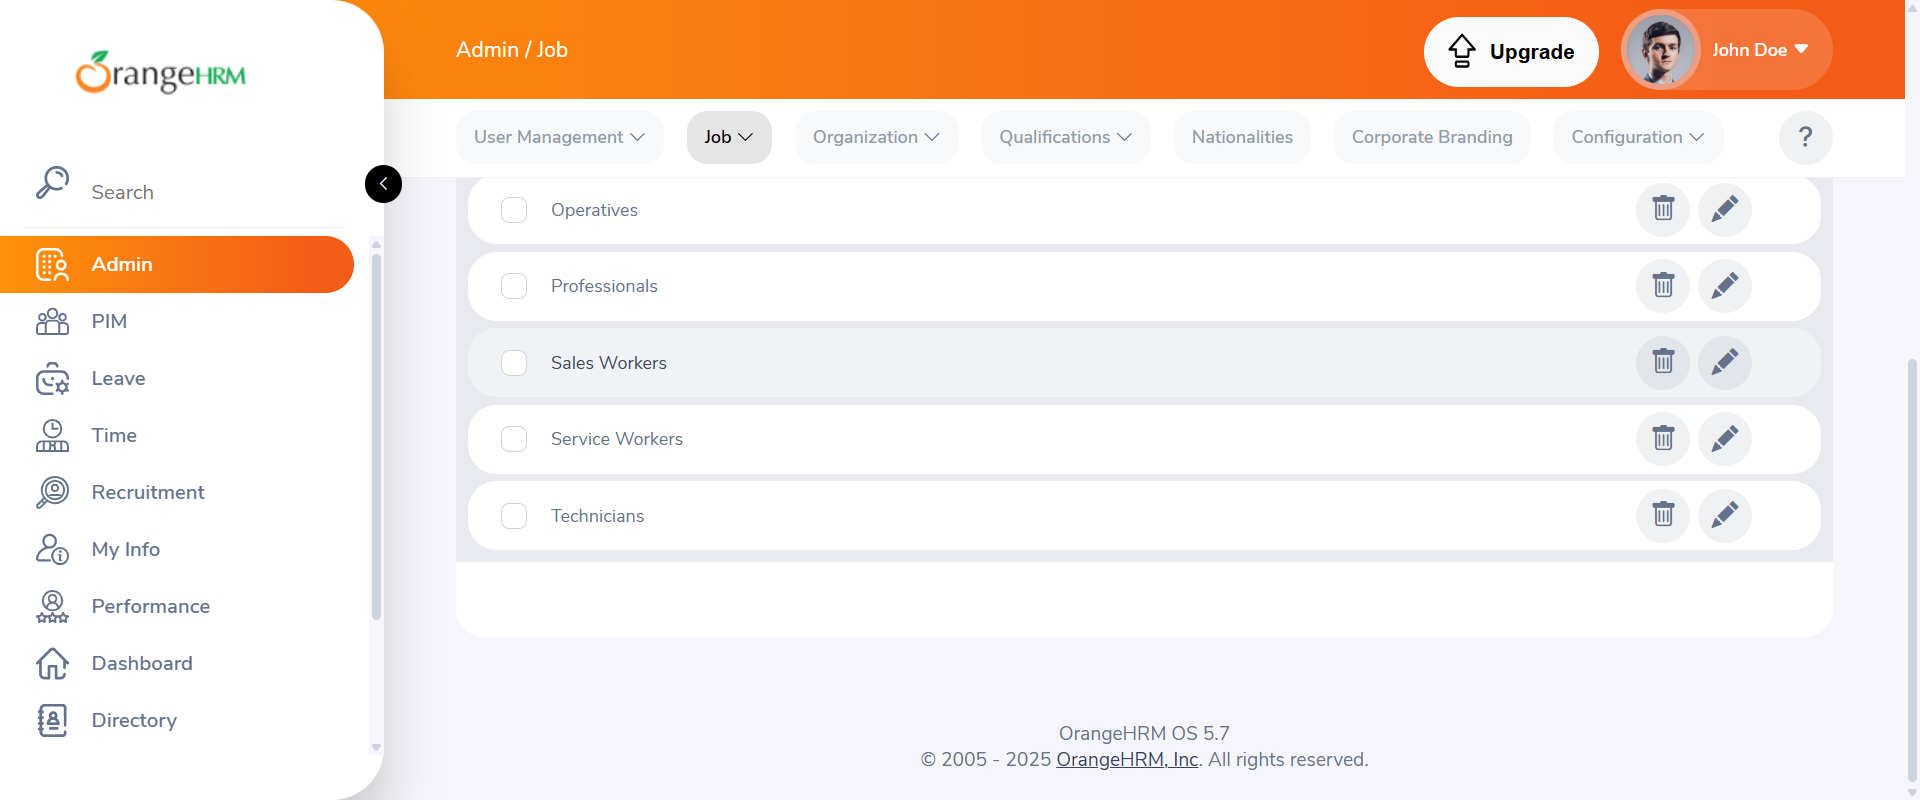 OrangeHRM
Admin / Job
Upgrade
John Doe
User Management
Job
Organization
Qualifications
Nationalities
Corporate Branding
Configuration
?
Search
Admin
PIM
Leave
Time
Recruitment
My Info
Performance
Dashboard
Directory
Operatives
Professionals
Sales Workers
Service Workers
Technicians
OrangeHRM OS 5.7
© 2005 - 2025 OrangeHRM, Inc. All rights reserved.